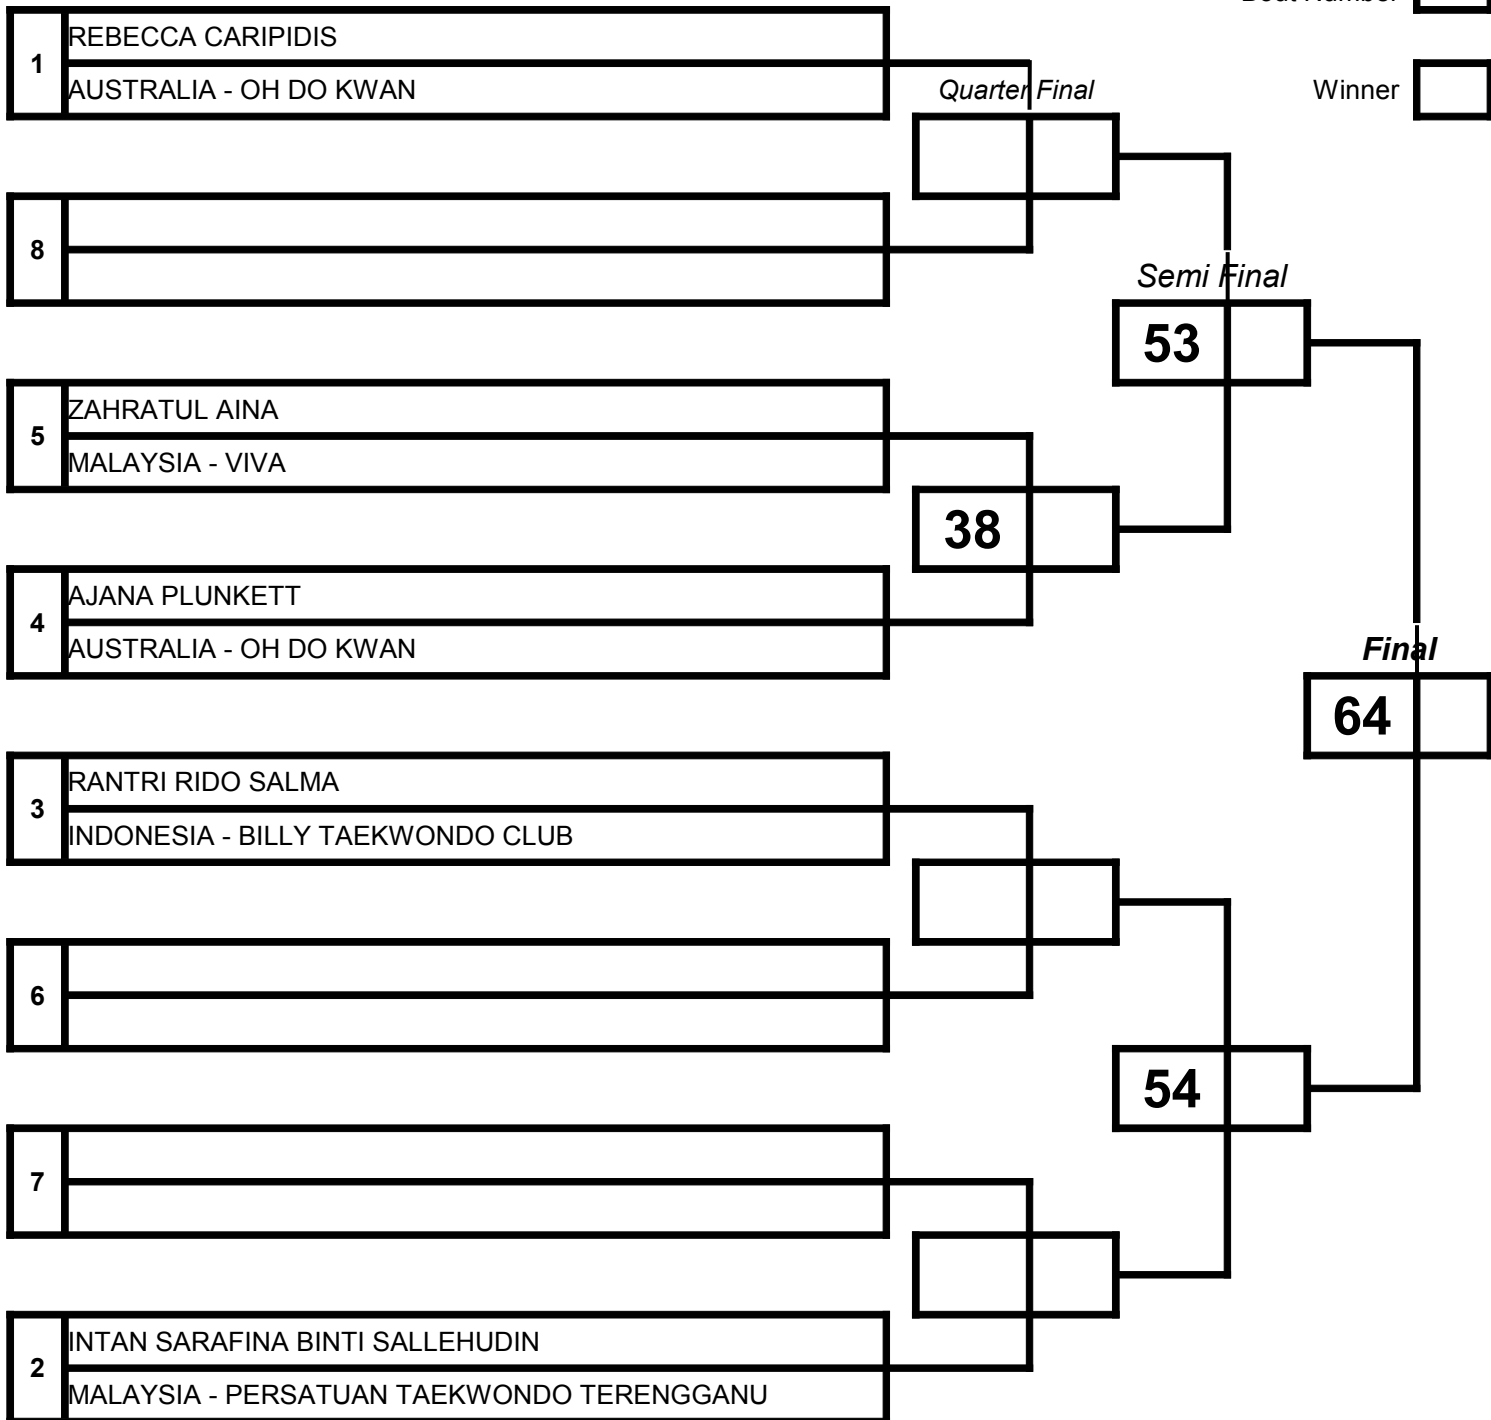 Bout Number
1
REBECCA CARIPIDIS
AUSTRALIA - OH DO KWAN
Quarter Final
Winner
8
Semi Final
53
5
ZAHRATUL AINA
MALAYSIA - VIVA
38
4
AJANA PLUNKETT
AUSTRALIA - OH DO KWAN
Final
64
3
RANTRI RIDO SALMA
INDONESIA - BILLY TAEKWONDO CLUB
6
54
7
2
INTAN SARAFINA BINTI SALLEHUDIN
MALAYSIA - PERSATUAN TAEKWONDO TERENGGANU